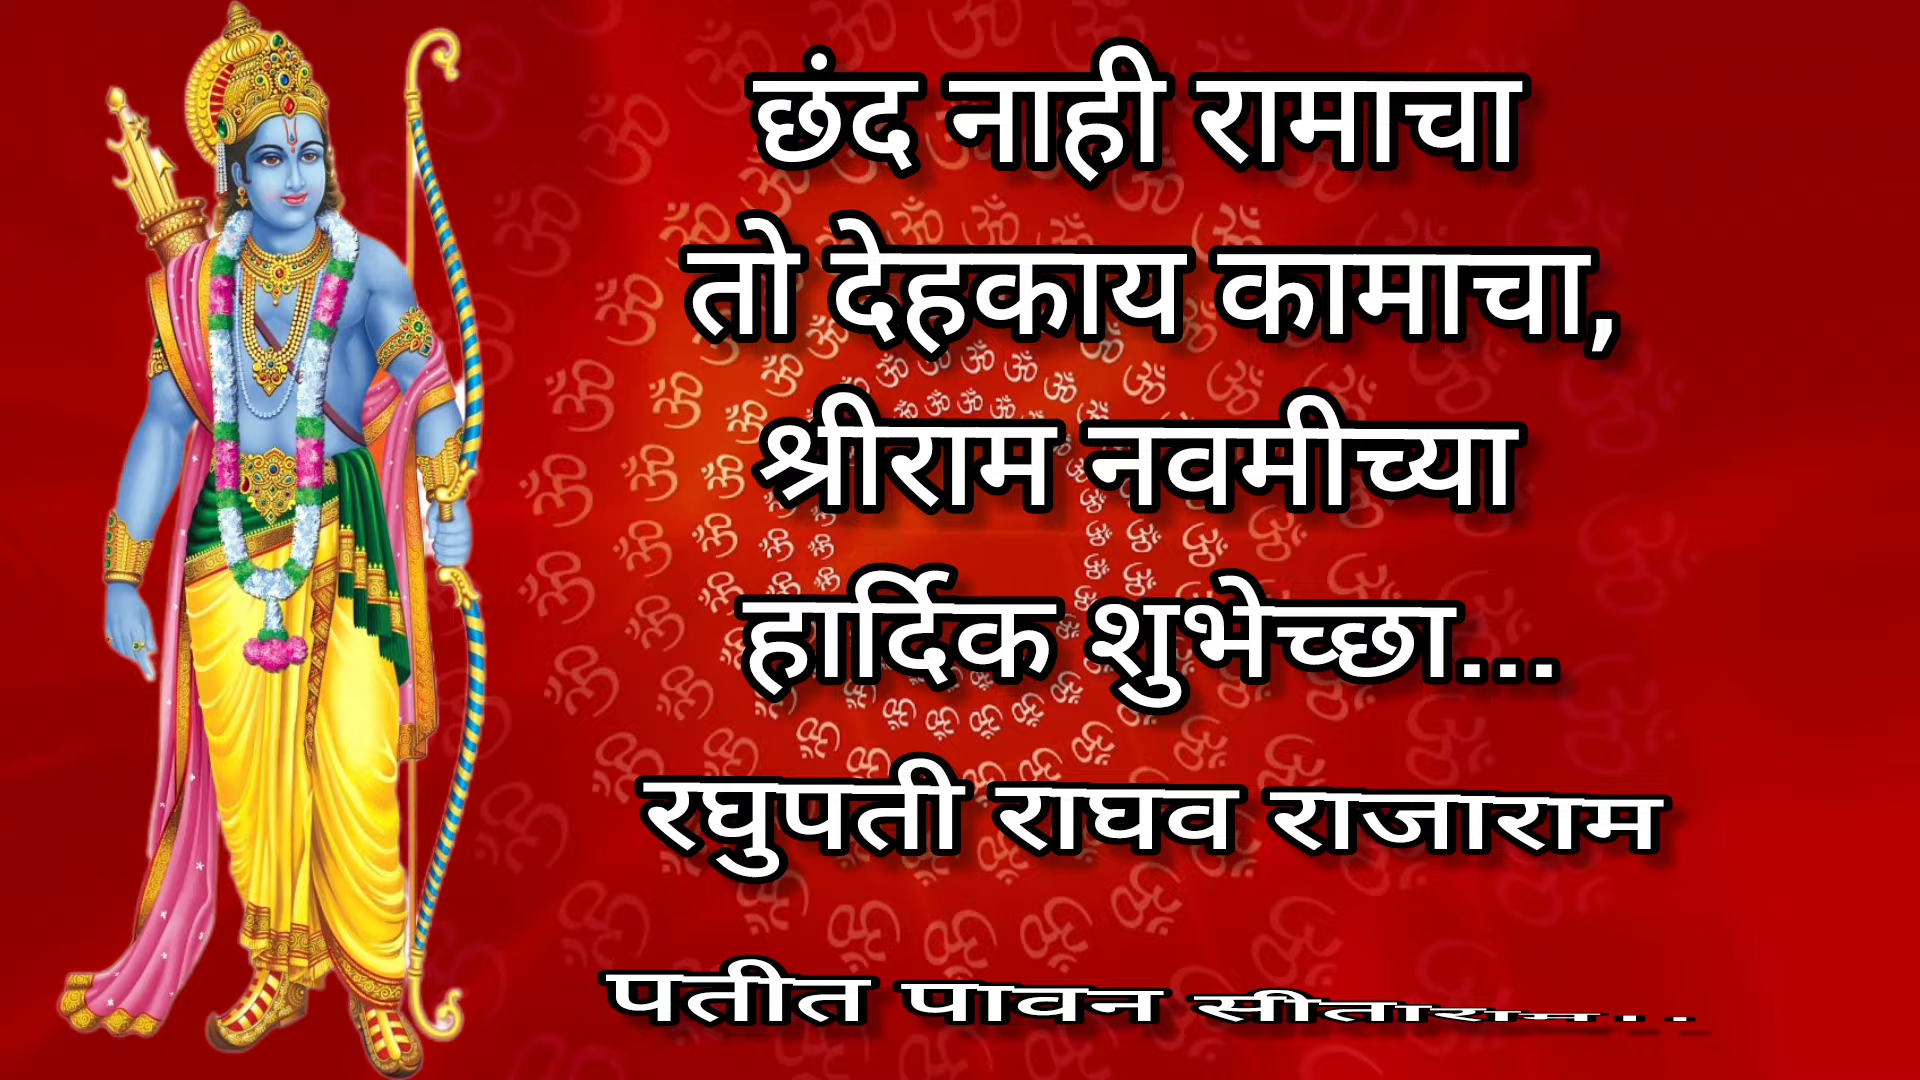 छंद नाही रामाचा
तो देहकाय कामाचा,
श्रीराम नवमीच्या
हार्दिक शुभेच्छा...
रघुपती राघव राजाराम
पतीत पावन सीताराम...